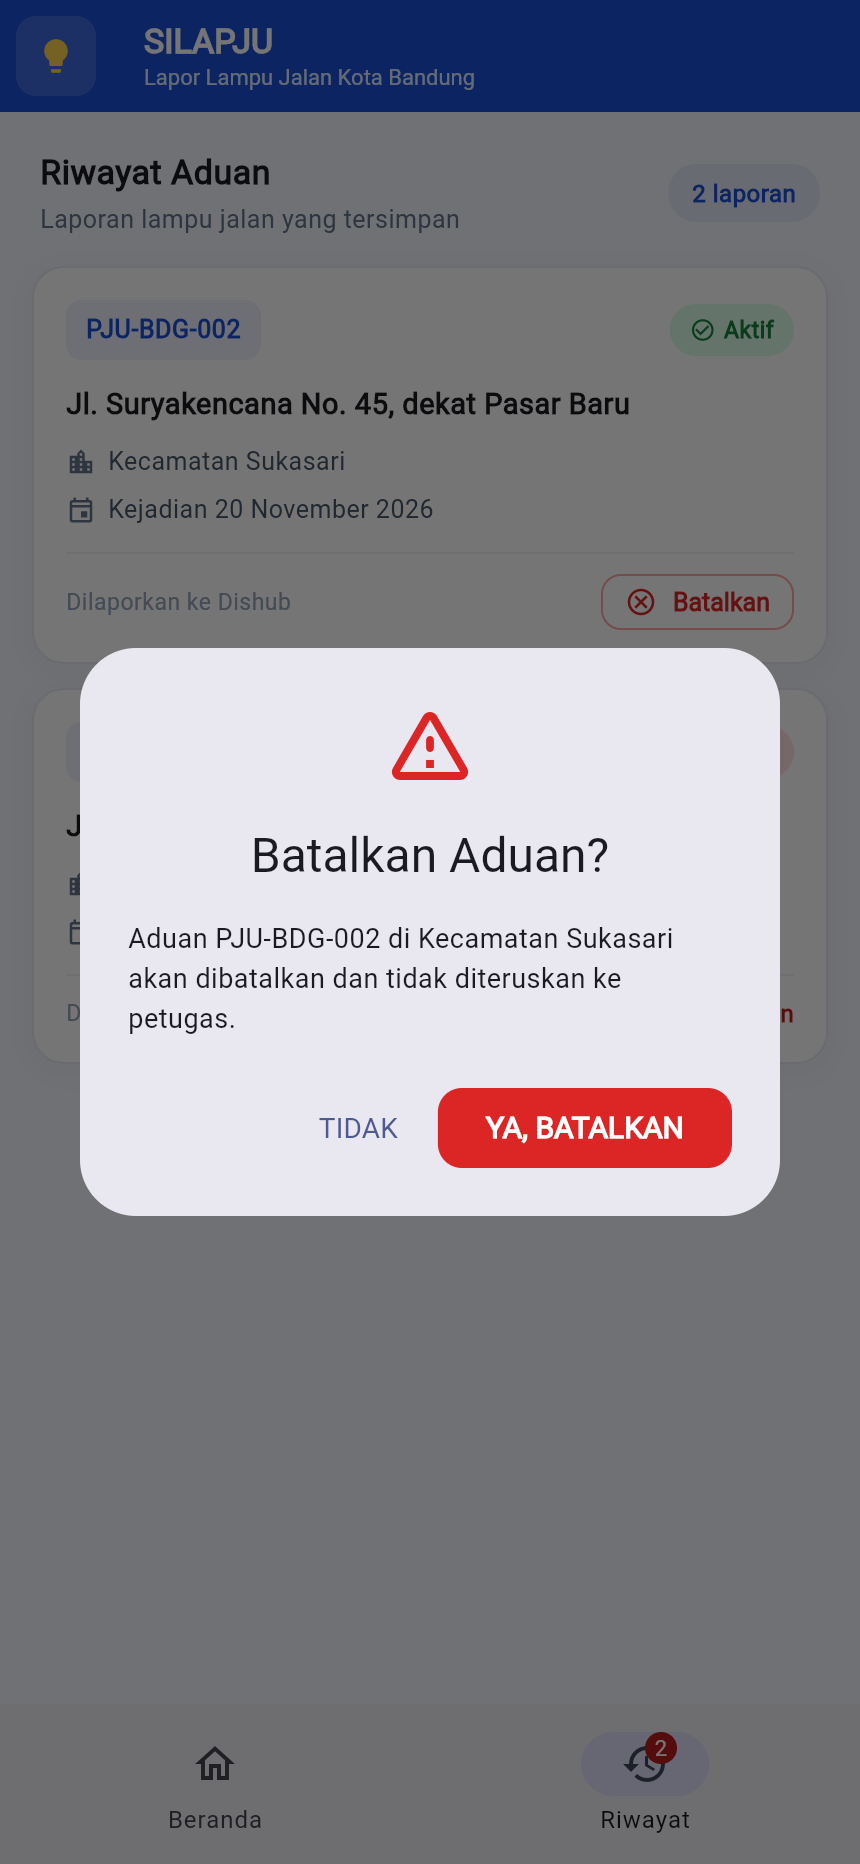 SILAPJU
Lapor Lampu Jalan Kota Bandung
Riwayat Aduan
Laporan lampu jalan yang tersimpan
2 laporan
PJU-BDG-002
Aktif
Jl. Suryakencana No. 45, dekat Pasar Baru
Kecamatan Sukasari
Kejadian 20 November 2026
Dilaporkan ke Dishub
Batalkan
Batalkan Aduan?
Aduan PJU-BDG-002 di Kecamatan Sukasari
akan dibatalkan dan tidak diteruskan ke
petugas.
TIDAK
YA, BATALKAN
2
Beranda
Riwayat